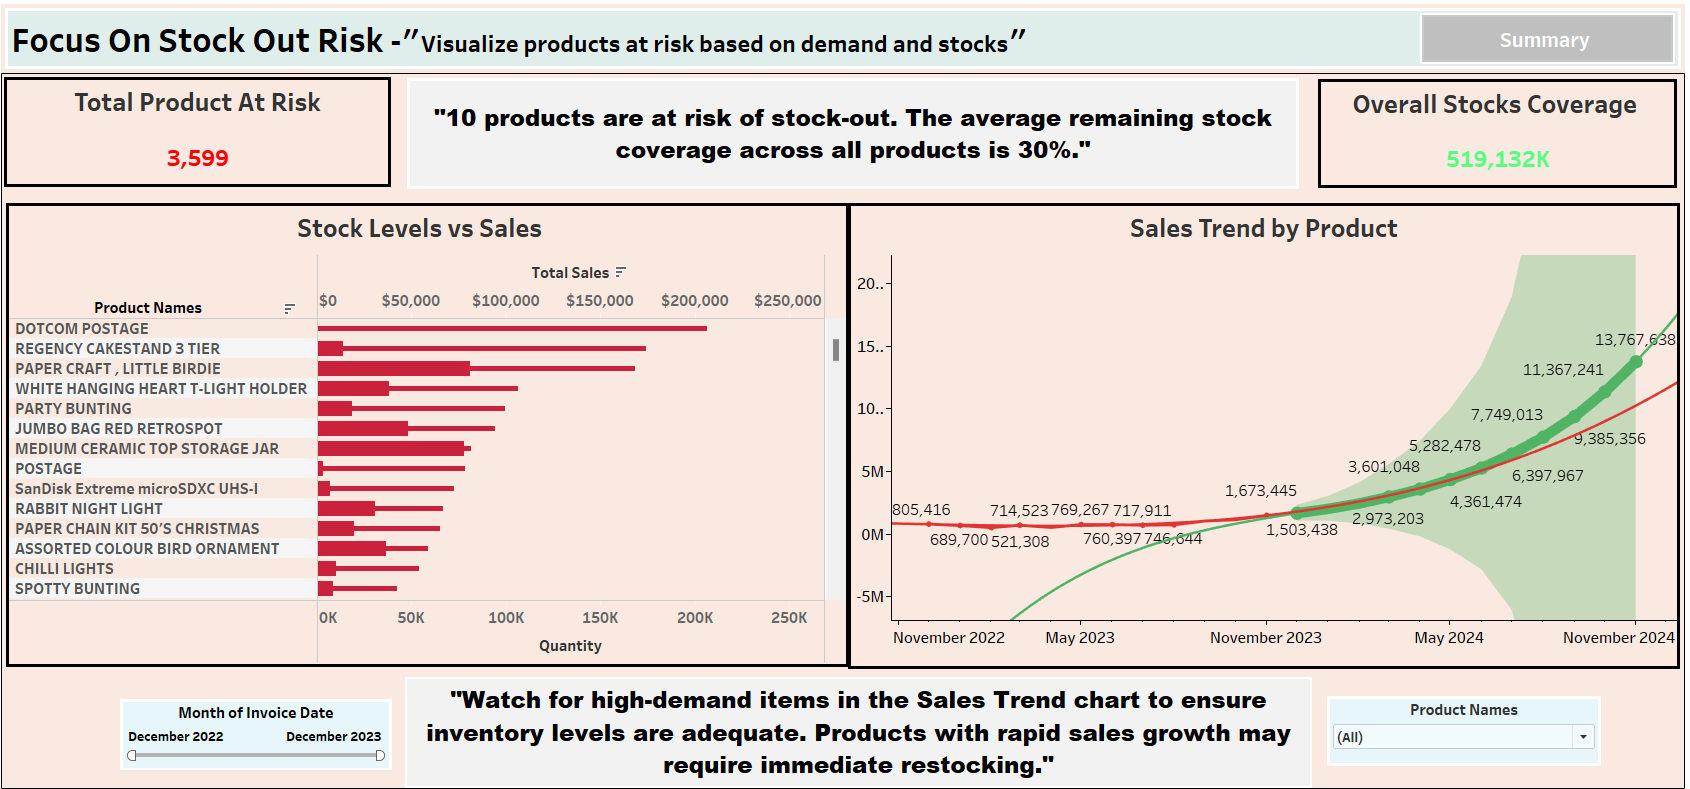 Focus On Stock Out Risk -"Visualize products at risk based on demand and stocks"
Summary
Total Product At Risk
3,599
"10 products are at risk of stock-out. The average remaining stock
coverage across all products is 30%."
Overall Stocks Coverage
519,132K
Stock Levels vs Sales
Total Sales
Product Names
$0 $50,000 $100,000 $150,000 $200,000 $250,000
DOTCOM POSTAGE
REGENCY CAKESTAND 3 TIER
PAPER CRAFT , LITTLE BIRDIE
WHITE HANGING HEART T-LIGHT HOLDER
PARTY BUNTING
JUMBO BAG RED RETROSPOT
MEDIUM CERAMIC TOP STORAGE JAR
POSTAGE
SanDisk Extreme microSDXC UHS-I
RABBIT NIGHT LIGHT
PAPER CHAIN KIT 50'S CHRISTMAS
ASSORTED COLOUR BIRD ORNAMENT
CHILLI LIGHTS
SPOTTY BUNTING
0K 50K 100K 150K 200K 250K
Quantity
Sales Trend by Product
20..
15..
10..
5M
0M
-5M
805,416
689,700
521,308
714,523
769,267
760,397
717,911
746,644
1,673,445
1,503,438
2,973,203
3,601,048
4,361,474
5,282,478
6,397,967
7,749,013
9,385,356
11,367,241
13,767,638
November 2022 May 2023 November 2023 May 2024 November 2024
Month of Invoice Date
December 2022 December 2023
"Watch for high-demand items in the Sales Trend chart to ensure
inventory levels are adequate. Products with rapid sales growth may
require immediate restocking."
Product Names
(All)